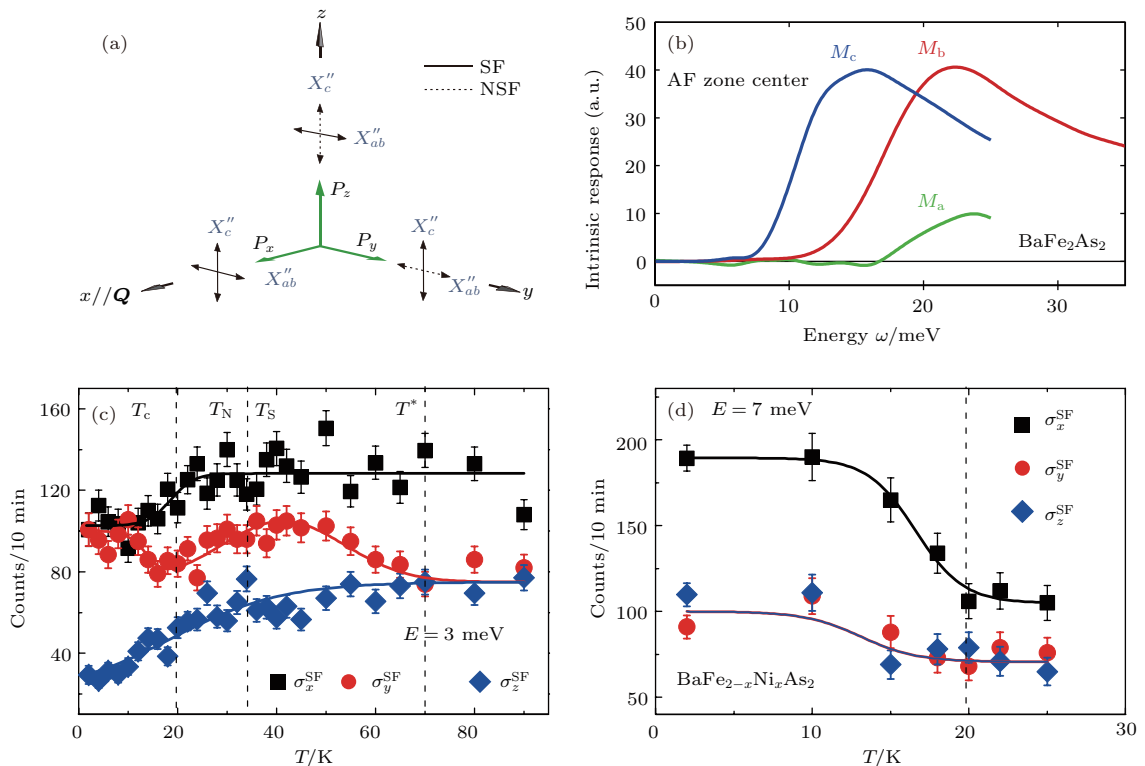 (a)
z
SF
NSF
X″c
X″ab
Pz
X″c
Px
Py
X″c
X″ab
X″ab
x//Q
y
(b)
Mc
Mb
AF zone center
Ma
BaFe2As2
50
40
30
20
10
0
Intrinsic response (a. u.)
0
10
20
30
Energy ω/meV
(c)
Tc
TN
TS
T*
160
120
80
40
Counts/10 min
E = 3 meV
σxSF
σySF
σzSF
0
20
40
60
80
T/K
(d)
E = 7 meV
σxSF
σySF
σzSF
200
150
100
50
Counts/10 min
BaFe2−xNixAs2
0
10
20
30
T/K